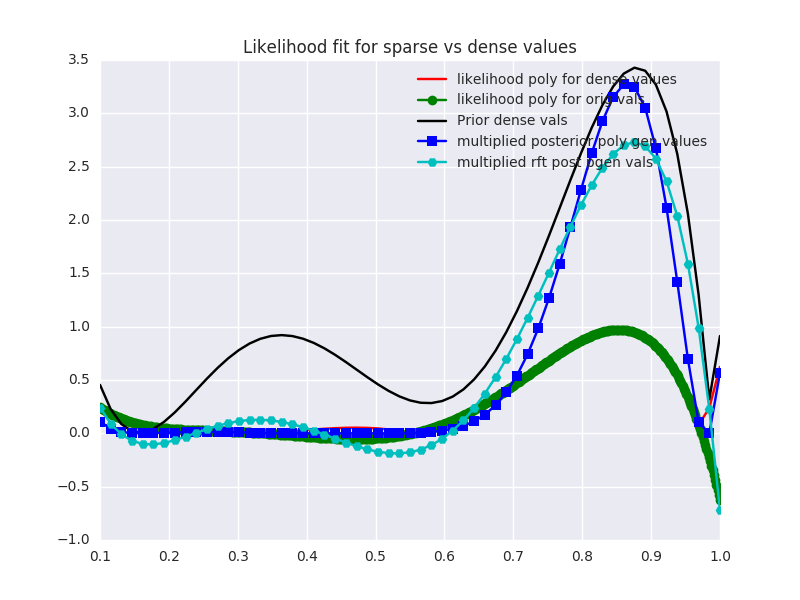 Likelihood fit for sparse vs dense values
3.5
3.0
2.5
2.0
1.5
1.0
0.5
0.0
−0.5
−1.0
likelihood poly for dense values
likelihood poly for orig vals
Prior dense vals
multiplied posterior poly gen values
multiplied rft post pgen vals
0.1 0.2 0.3 0.4 0.5 0.6 0.7 0.8 0.9 1.0